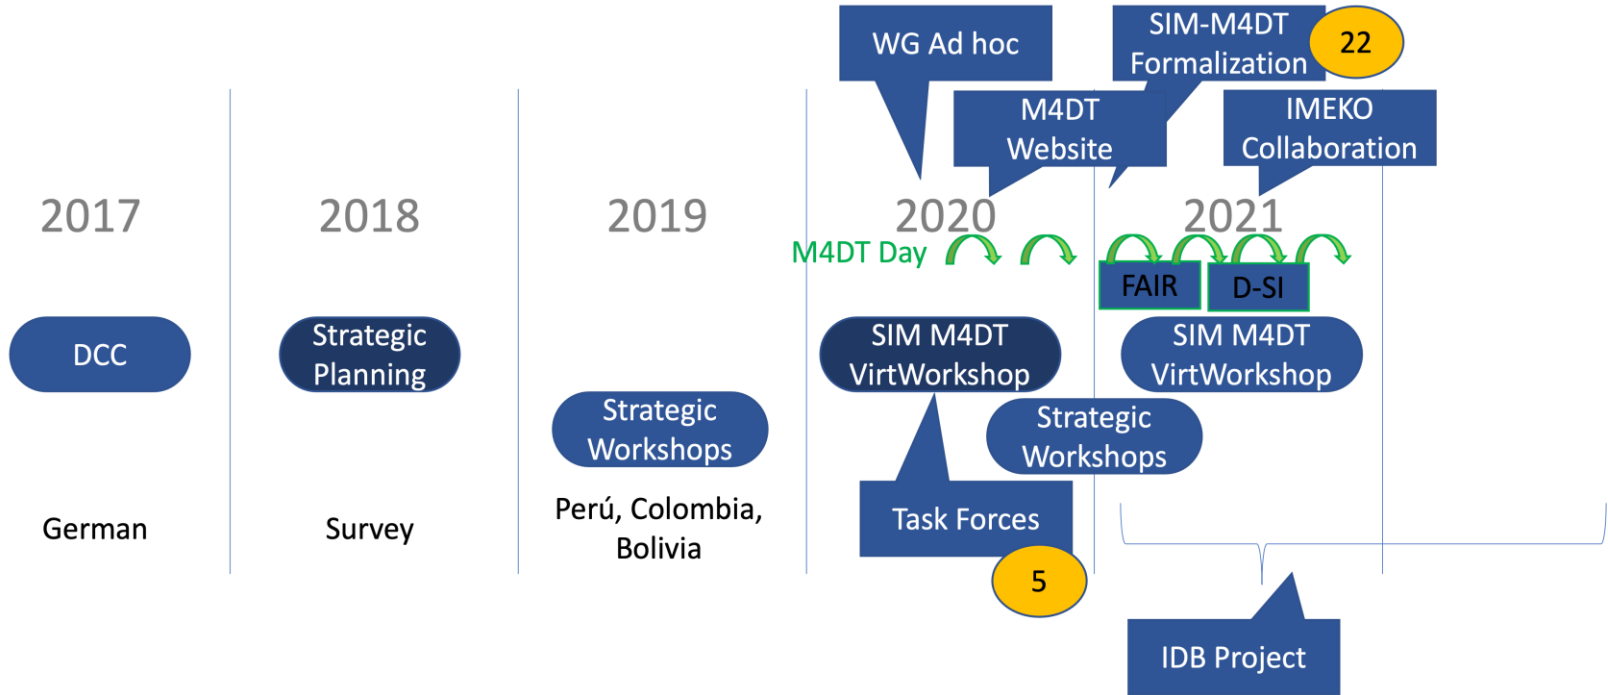 WG Ad hoc
SIM-M4DT
Formalization
22
M4DT
Website
IMEKO
Collaboration
2017
2018
2019
2020
2021
M4DT Day
FAIR
D-SI
DCC
Strategic
Planning
SIM M4DT
VirtWorkshop
SIM M4DT
VirtWorkshop
Strategic
Workshops
Strategic
Workshops
German
Survey
Perú, Colombia,
Bolivia
Task Forces
5
IDB Project